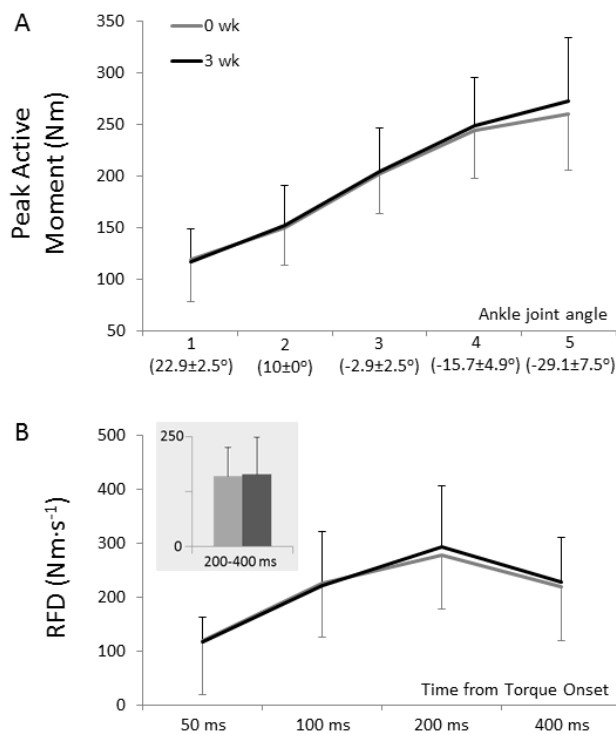 A
350
0 wk
3 wk
300
250
200
150
100
50
Peak Active
Moment (Nm)
Ankle joint angle
1 2 3 4 5
(22.9±2.5°) (10±0°) (-2.9±2.5°) (-15.7±4.9°) (-29.1±7.5°)
B
500
400
300
200
100
0
RFD (Nm·s⁻¹)
250
0
200-400 ms
Time from Torque Onset
50 ms 100 ms 200 ms 400 ms